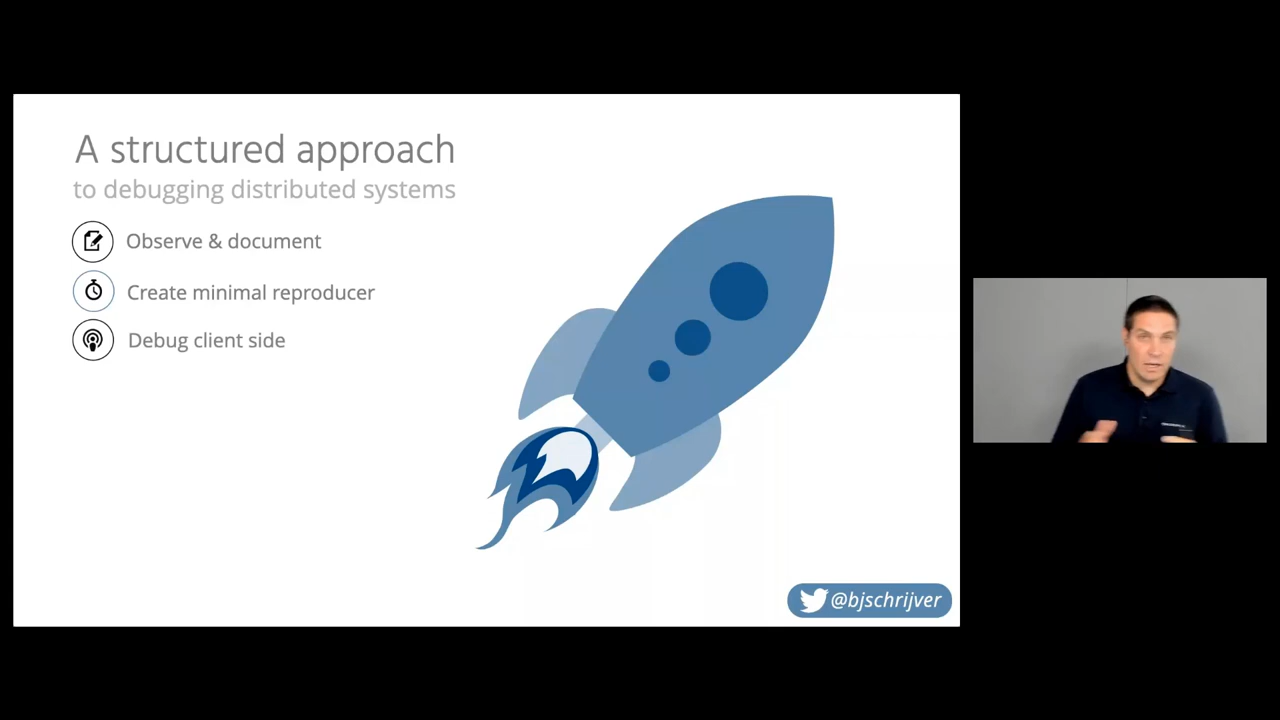 A structured approach
to debugging distributed systems
Observe & document
Create minimal reproducer
Debug client side
@bjschrijver